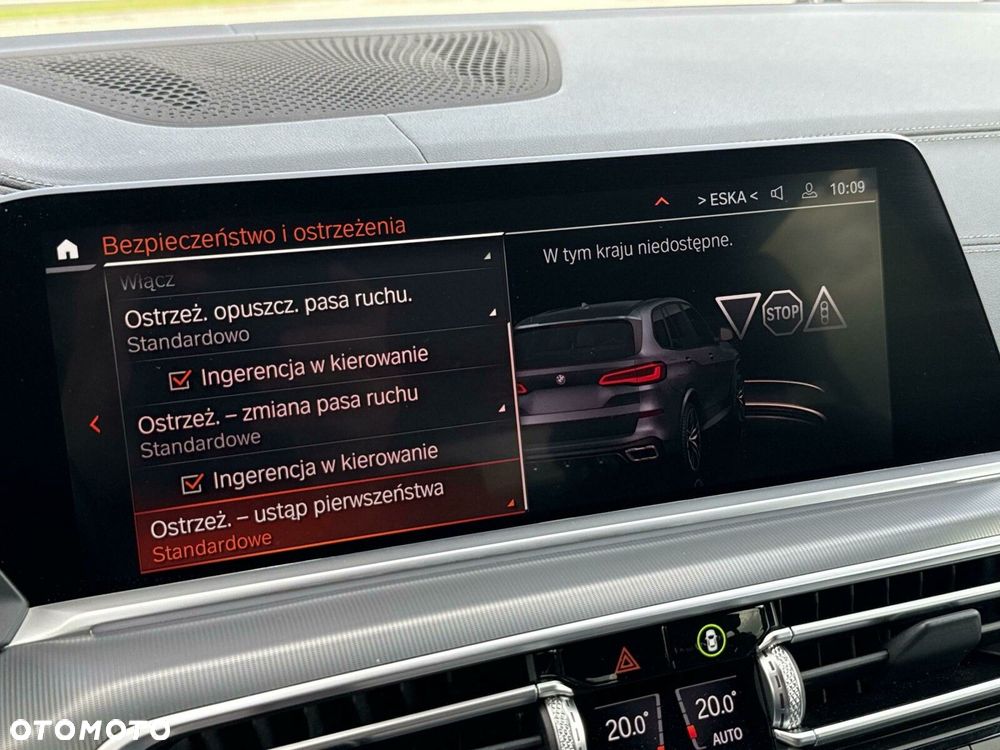 > ESKA < 10:09
Bezpieczeństwo i ostrzeżenia
Włącz
Ostrzeż. opuszcz. pasa ruchu.
Standardowo
Ingerencja w kierowanie
Ostrzeż. – zmiana pasa ruchu
Standardowe
Ingerencja w kierowanie
Ostrzeż. – ustąp pierwszeństwa
Standardowe
W tym kraju niedostępne.
STOP
20.0°
20.0°
AUTO
OTOMOTO